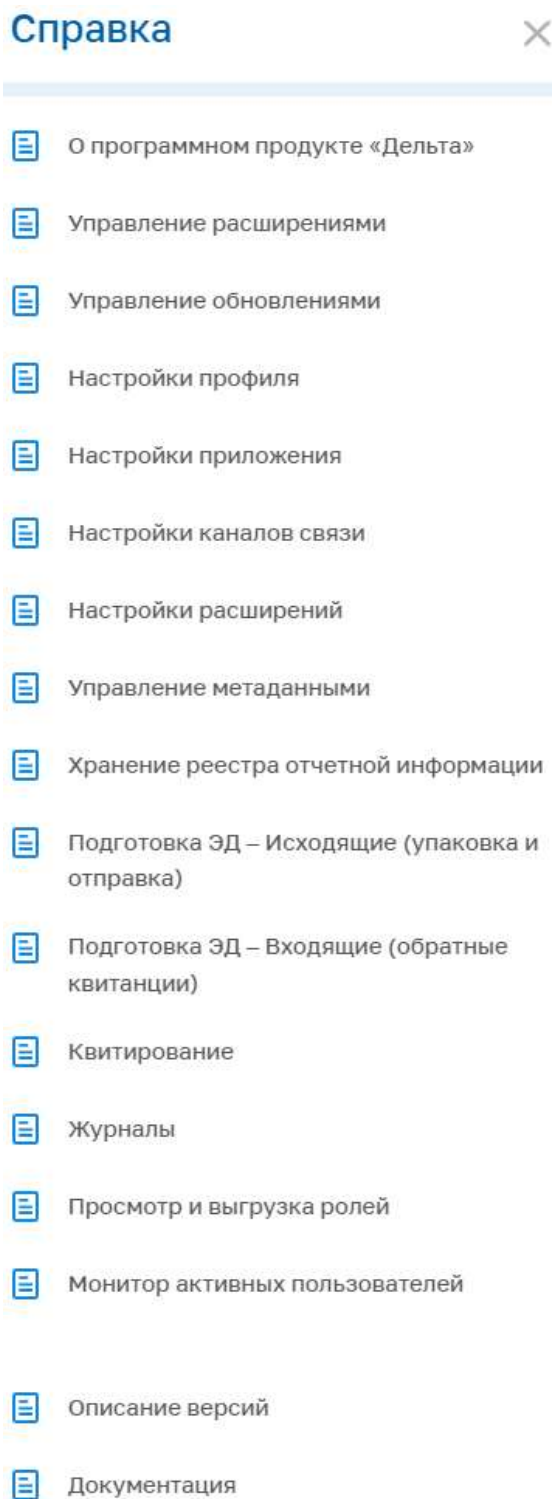 Справка
О программном продукте «Дельта»
Управление расширениями
Управление обновлениями
Настройки профиля
Настройки приложения
Настройки каналов связи
Настройки расширений
Управление метаданными
Хранение реестра отчетной информации
Подготовка ЭД – Исходящие (упаковка и
отправка)
Подготовка ЭД – Входящие (обратные
квитанции)
Квитирование
Журналы
Просмотр и выгрузка ролей
Монитор активных пользователей
Описание версий
Документация